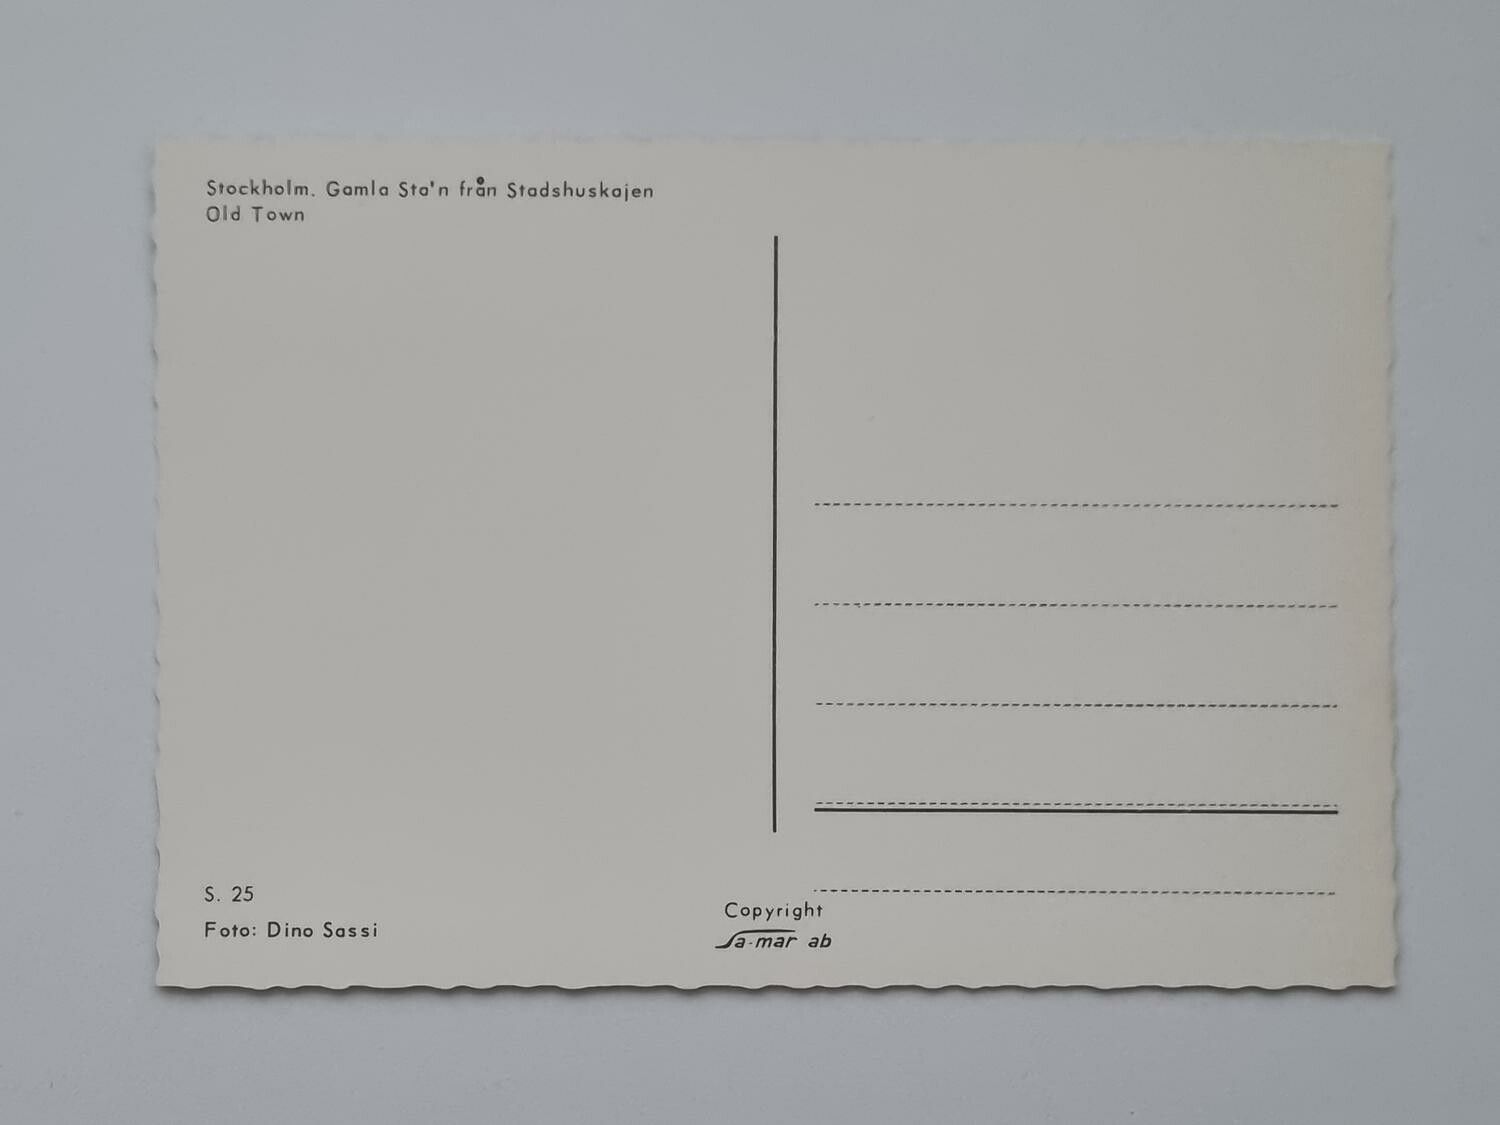 Stockholm. Gamla Sta'n från Stadshuskajen
Old Town
S. 25
Foto: Dino Sassi
Copyright
Sa-mar ab